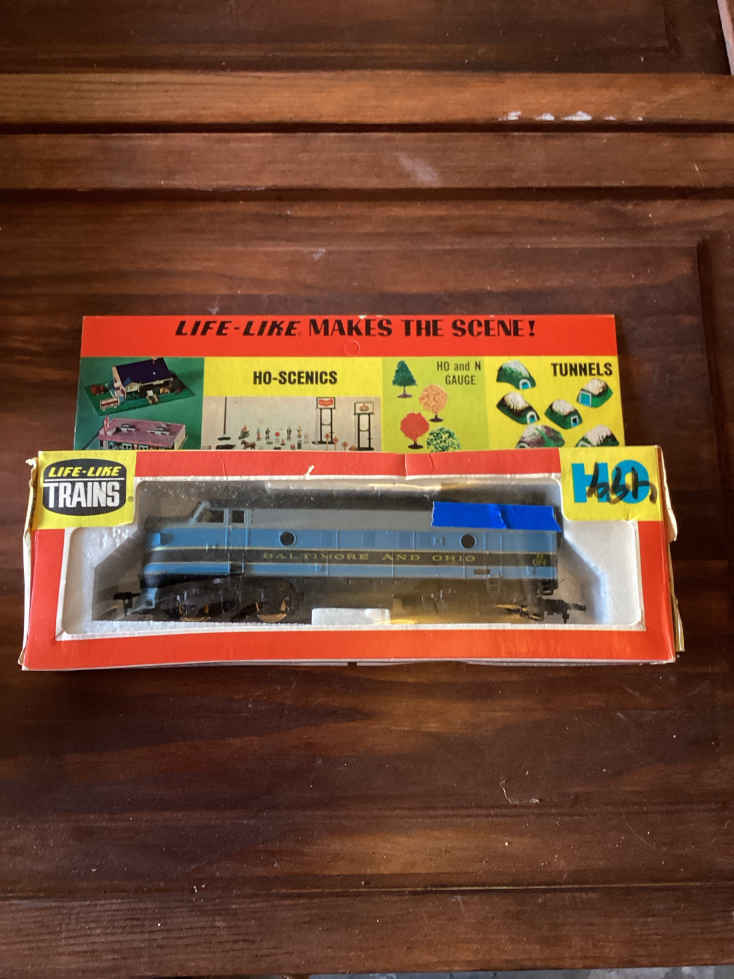 LIFE-LIKE® MAKES THE SCENE!
HO-SCENICS
HO and N
GAUGE
TUNNELS
LIFE-LIKE
TRAINS®
HO
BALTIMORE AND OHIO